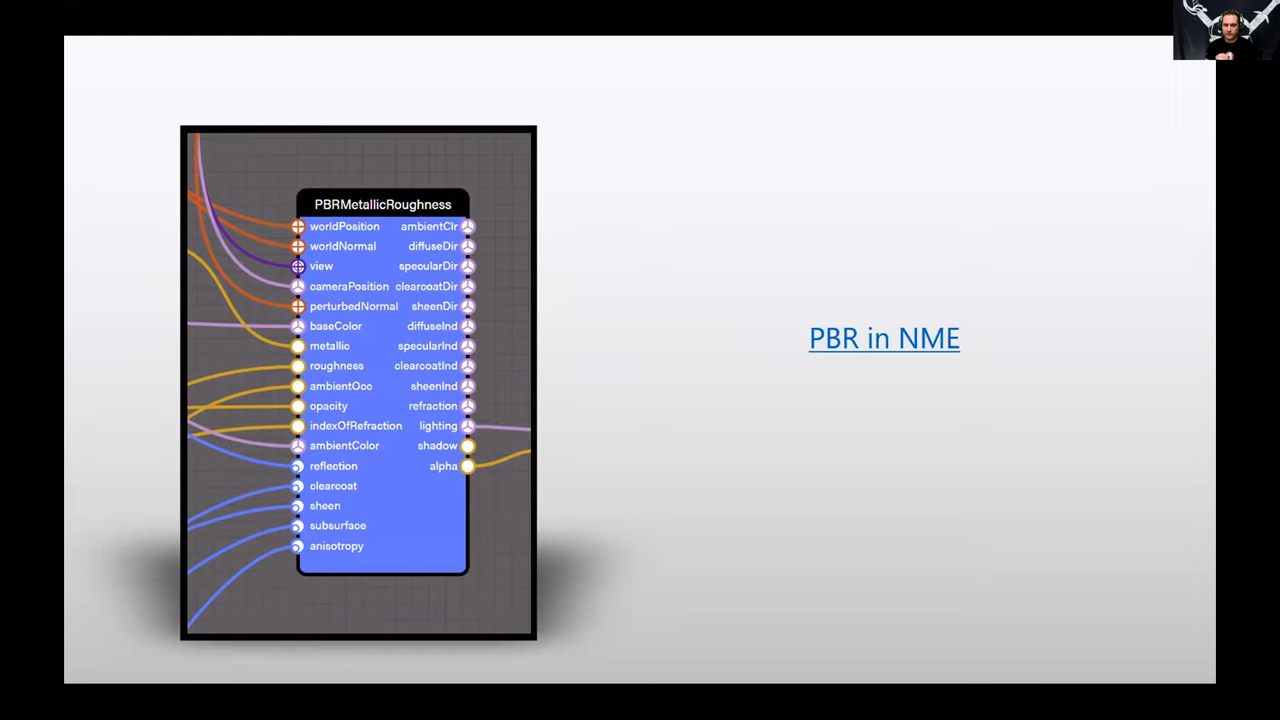 PBRMetallicRoughness
worldPosition ambientClr
worldNormal diffuseDir
view specularDir
cameraPosition clearcoatDir
perturbedNormal sheenDir
baseColor diffuseInd
metallic specularInd
roughness clearcoatInd
ambientOcc sheenInd
opacity refraction
indexOfRefraction lighting
ambientColor shadow
reflection alpha
clearcoat
sheen
subsurface
anisotropy
PBR in NME